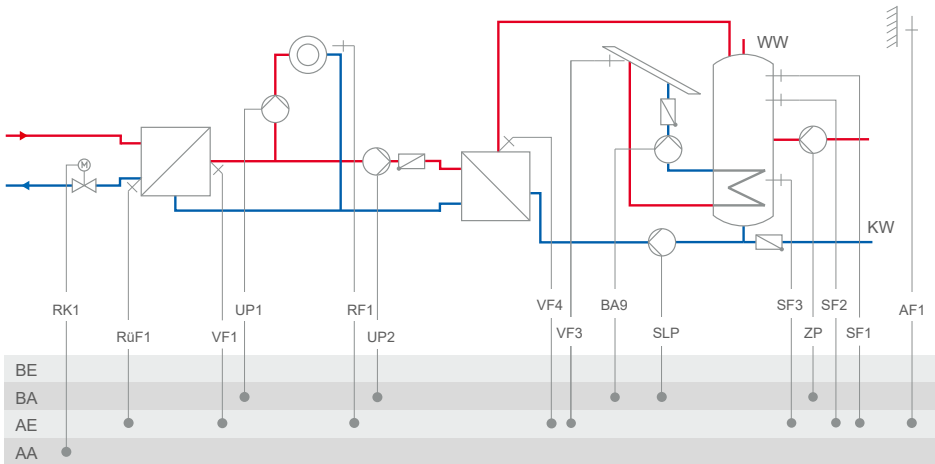 WW
M
KW
RK1
UP1
RF1
VF4
BA9
SF3
SF2
AF1
RüF1
VF1
UP2
VF3
SLP
ZP
SF1
BE
BA
AE
AA